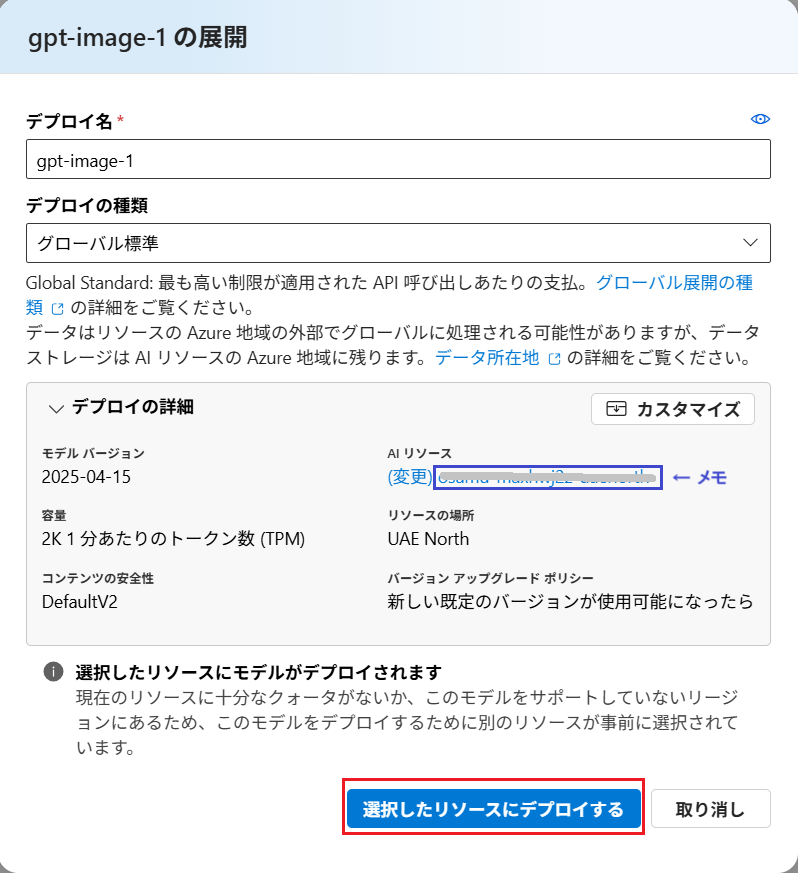 gpt-image-1 の展開
デプロイ名 *
gpt-image-1
デプロイの種類
グローバル標準
Global Standard: 最も高い制限が適用された API 呼び出しあたりの支払。グローバル展開の種
類 の詳細をご覧ください。
データはリソースの Azure 地域の外部でグローバルに処理される可能性がありますが、データ
ストレージは AI リソースの Azure 地域に残ります。データ所在地 の詳細をご覧ください。
デプロイの詳細
カスタマイズ
モデル バージョン
2025-04-15
AI リソース
(変更) ← メモ
容量
2K 1 分あたりのトークン数 (TPM)
リソースの場所
UAE North
コンテンツの安全性
DefaultV2
バージョン アップグレード ポリシー
新しい既定のバージョンが使用可能になったら
選択したリソースにモデルがデプロイされます
現在のリソースに十分なクォータがないか、このモデルをサポートしていないリージ
ョンにあるため、このモデルをデプロイするために別のリソースが事前に選択されて
います。
選択したリソースにデプロイする
取り消し